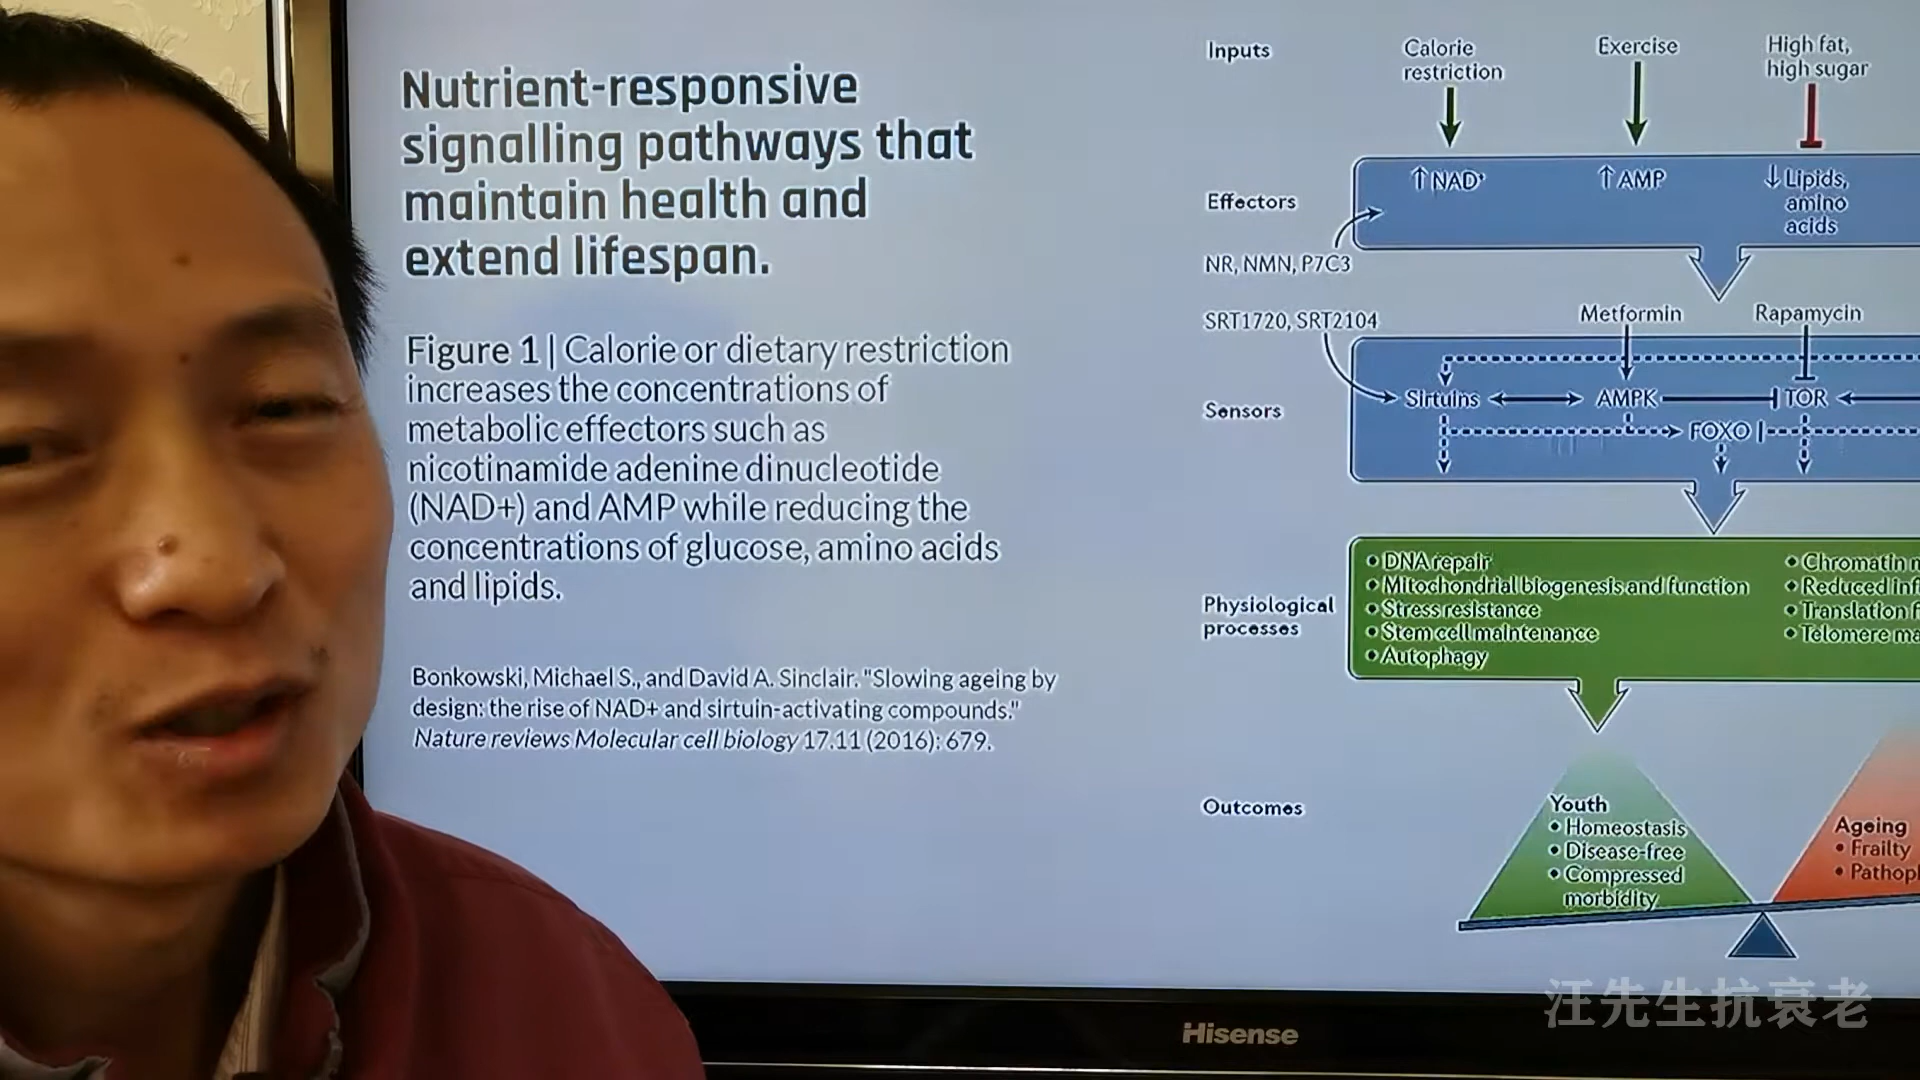 Nutrient-responsive
signalling pathways that
maintain health and
extend lifespan.
Figure 1 | Calorie or dietary restriction
increases the concentrations of
metabolic effectors such as
nicotinamide adenine dinucleotide
(NAD+) and AMP while reducing the
concentrations of glucose, amino acids
and lipids.
Bonkowski, Michael S., and David A. Sinclair. "Slowing ageing by
design: the rise of NAD+ and sirtuin-activating compounds."
Nature reviews Molecular cell biology 17.11 (2016): 679.
Inputs
Calorie
restriction
Exercise
High fat,
high sugar
Effectors
↑NAD⁺
↑AMP
↓Lipids,
amino
acids
NR, NMN, P7C3
SRT1720, SRT2104
Metformin
Rapamycin
Sensors
Sirtuins
AMPK
TOR
FOXO
Physiological
processes
• DNA repair
• Mitochondrial biogenesis and function
• Stress resistance
• Stem cell maintenance
• Autophagy
• Chromatin
• Reduced
• Translation
• Telomere
Outcomes
Youth
• Homeostasis
• Disease-free
• Compressed
morbidity
Ageing
• Frailty
汪先生抗衰老
Hisense